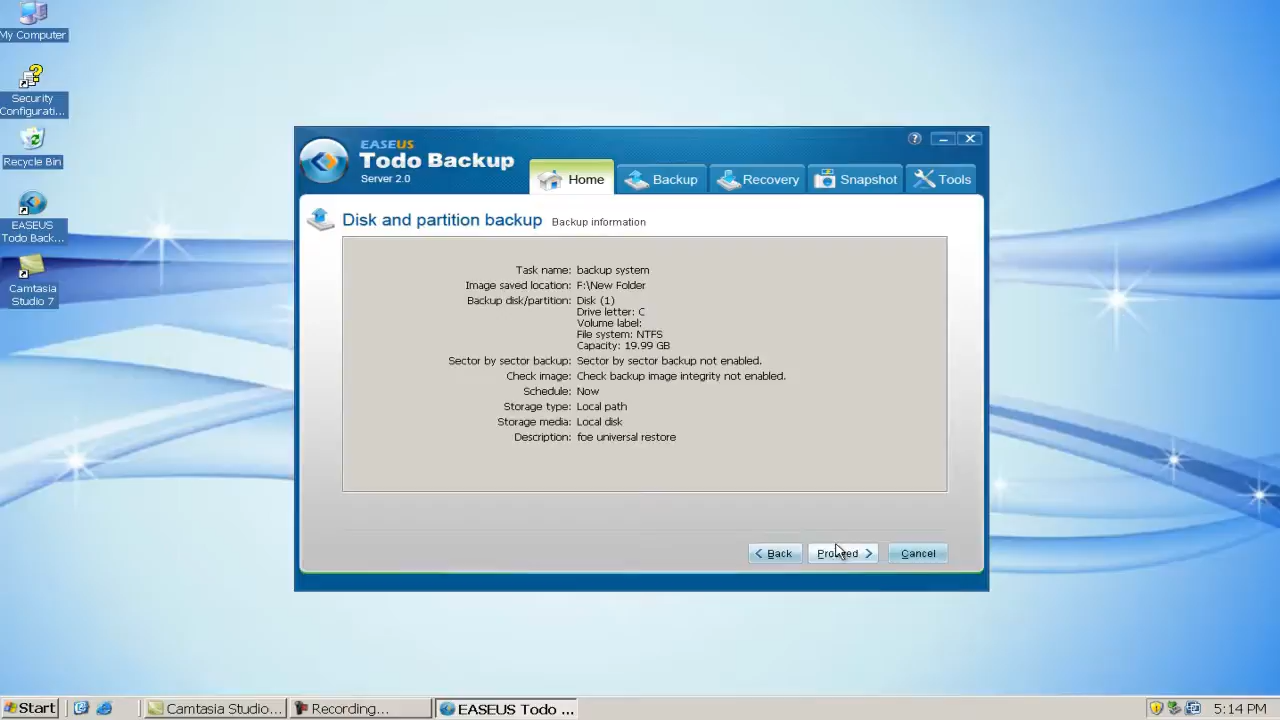 My Computer
Security
Configurati...
Recycle Bin
EASEUS
Todo Back...
Camtasia
Studio 7
EASEUS
Todo Backup
Server 2.0
Home
Backup
Recovery
Snapshot
Tools
Disk and partition backup Backup information
Task name: backup system
Image saved location: F:\New Folder
Backup disk/partition: Disk (1)
Drive letter: C
Volume label:
File system: NTFS
Capacity: 19.99 GB
Sector by sector backup: Sector by sector backup not enabled.
Check image: Check backup image integrity not enabled.
Schedule: Now
Storage type: Local path
Storage media: Local disk
Description: foe universal restore
< Back
Proceed >
Cancel
Start
Camtasia Studio...
Recording...
EASEUS Todo ...
5:14 PM